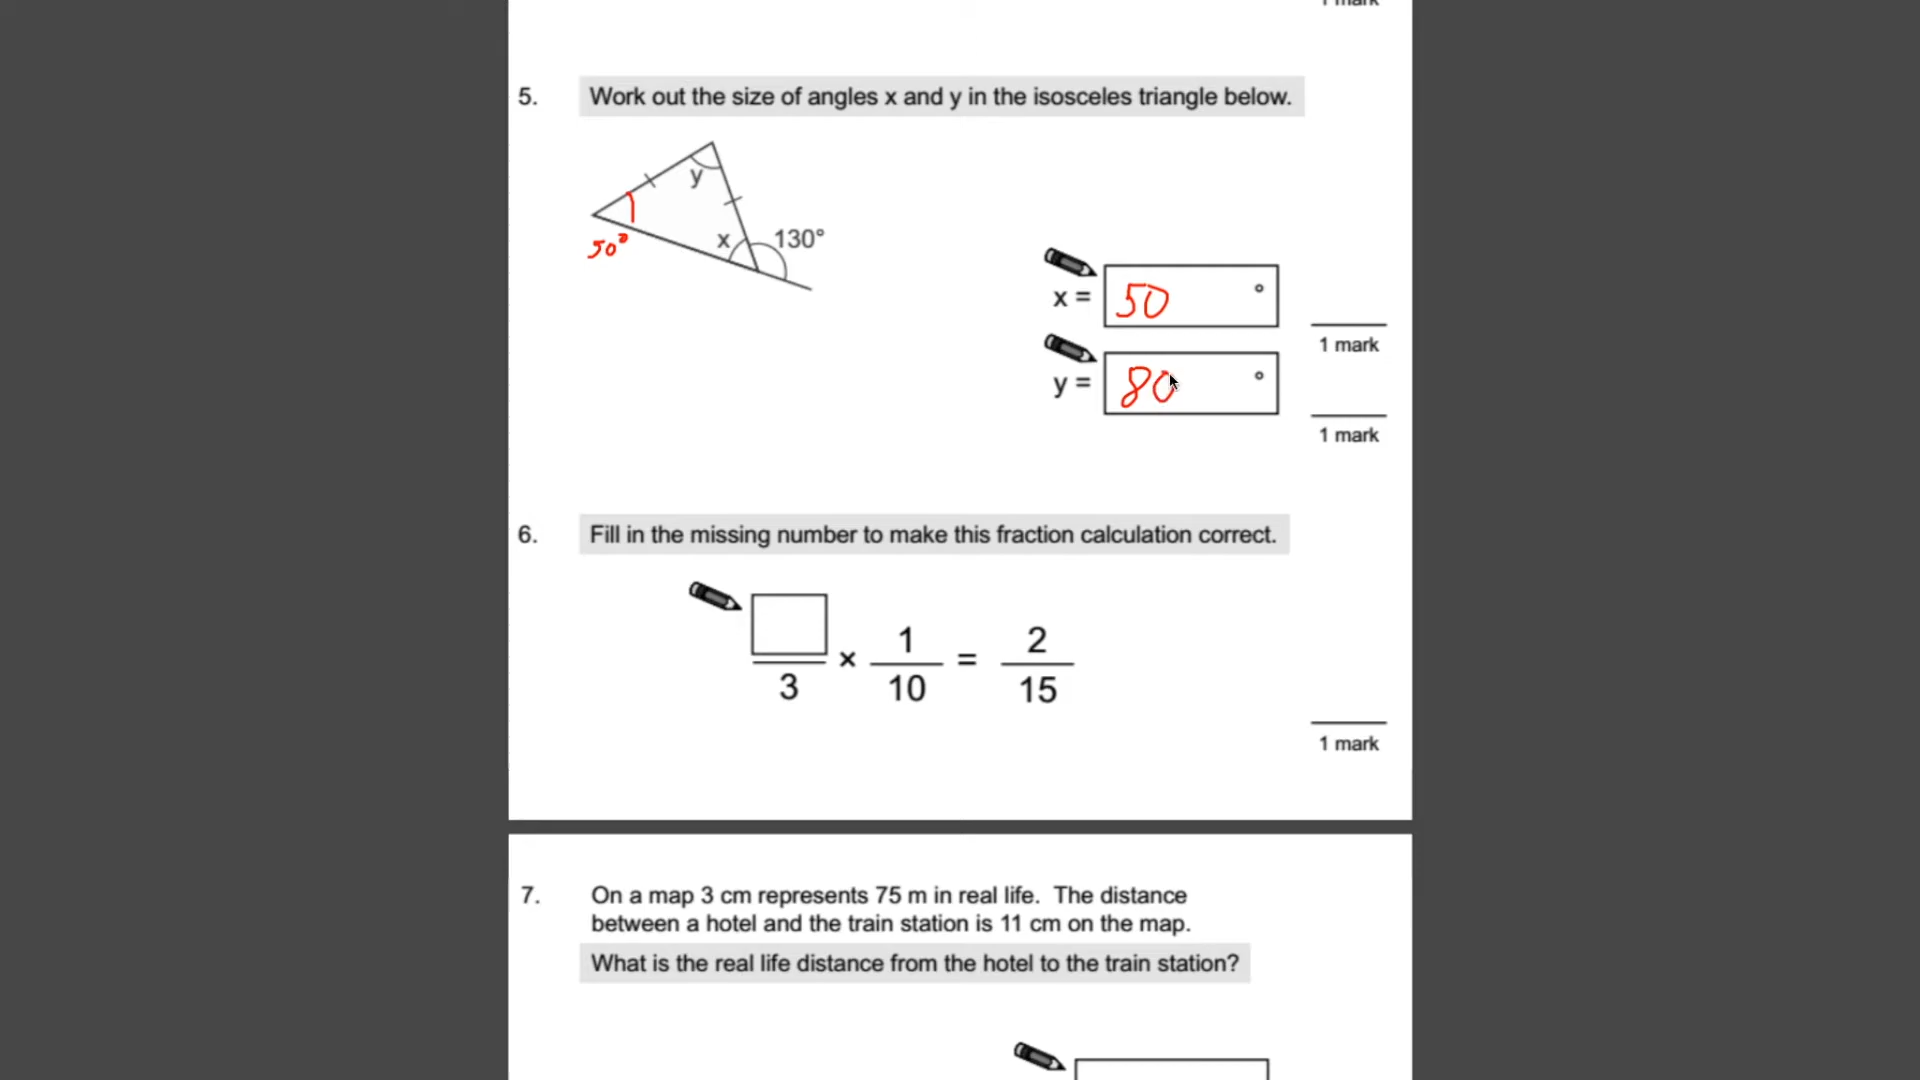 5. Work out the size of angles x and y in the isosceles triangle below.
y
x 130°
50°
x = 50 °
1 mark
y = 80 °
1 mark
6. Fill in the missing number to make this fraction calculation correct.
1 2
× =
3 10 15
1 mark
7. On a map 3 cm represents 75 m in real life. The distance
between a hotel and the train station is 11 cm on the map.
What is the real life distance from the hotel to the train station?